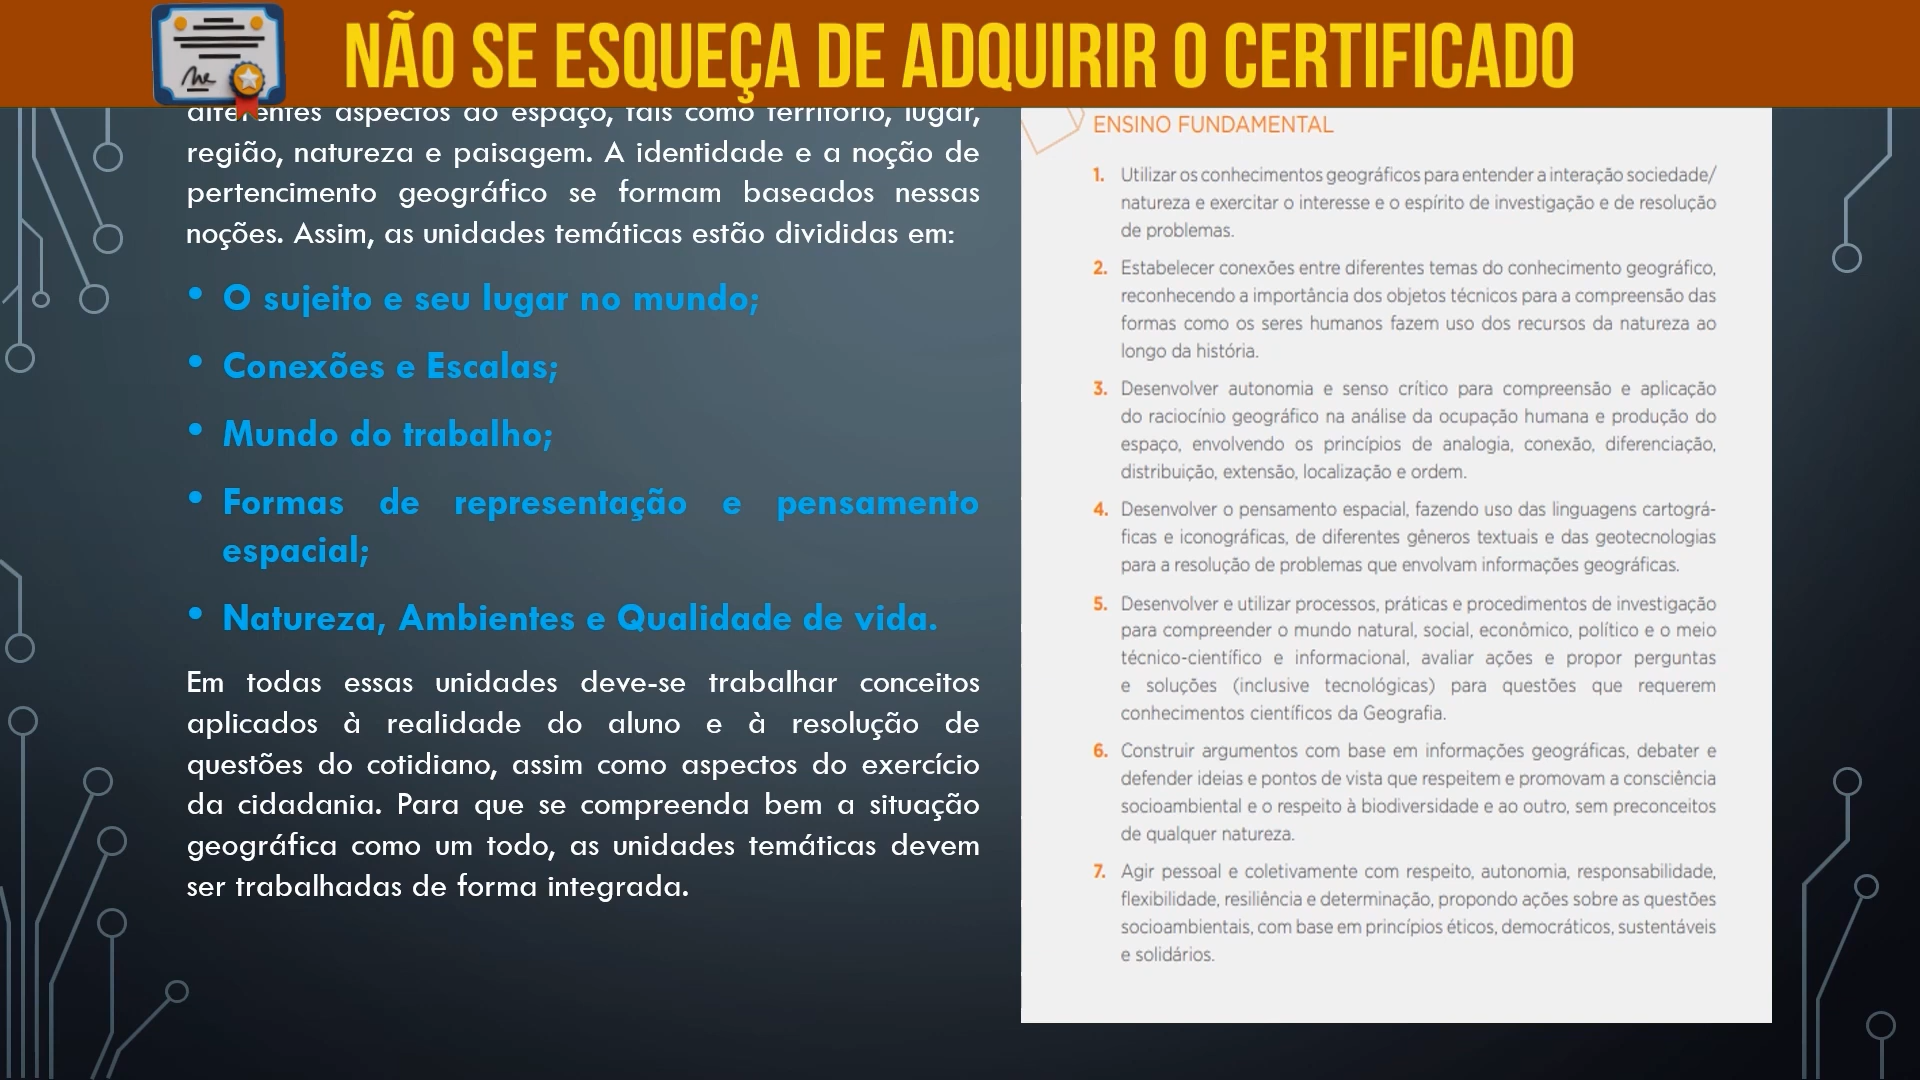 NÃO SE ESQUEÇA DE ADQUIRIR O CERTIFICADO
diferentes aspectos do espaço, tais como território, lugar,
região, natureza e paisagem. A identidade e a noção de
pertencimento geográfico se formam baseados nessas
noções. Assim, as unidades temáticas estão divididas em:
• O sujeito e seu lugar no mundo;
• Conexões e Escalas;
• Mundo do trabalho;
• Formas de representação e pensamento
espacial;
• Natureza, Ambientes e Qualidade de vida.
Em todas essas unidades deve-se trabalhar conceitos
aplicados à realidade do aluno e à resolução de
questões do cotidiano, assim como aspectos do exercício
da cidadania. Para que se compreenda bem a situação
geográfica como um todo, as unidades temáticas devem
ser trabalhadas de forma integrada.
ENSINO FUNDAMENTAL
1. Utilizar os conhecimentos geográficos para entender a interação sociedade/
natureza e exercitar o interesse e o espírito de investigação e de resolução
de problemas.
2. Estabelecer conexões entre diferentes temas do conhecimento geográfico,
reconhecendo a importância dos objetos técnicos para a compreensão das
formas como os seres humanos fazem uso dos recursos da natureza ao
longo da história.
3. Desenvolver autonomia e senso crítico para compreensão e aplicação
do raciocínio geográfico na análise da ocupação humana e produção do
espaço, envolvendo os princípios de analogia, conexão, diferenciação,
distribuição, extensão, localização e ordem.
4. Desenvolver o pensamento espacial, fazendo uso das linguagens cartográ-
ficas e iconográficas, de diferentes gêneros textuais e das geotecnologias
para a resolução de problemas que envolvam informações geográficas.
5. Desenvolver e utilizar processos, práticas e procedimentos de investigação
para compreender o mundo natural, social, econômico, político e o meio
técnico-científico e informacional, avaliar ações e propor perguntas
e soluções (inclusive tecnológicas) para questões que requerem
conhecimentos científicos da Geografia.
6. Construir argumentos com base em informações geográficas, debater e
defender ideias e pontos de vista que respeitem e promovam a consciência
socioambiental e o respeito à biodiversidade e ao outro, sem preconceitos
de qualquer natureza.
7. Agir pessoal e coletivamente com respeito, autonomia, responsabilidade,
flexibilidade, resiliência e determinação, propondo ações sobre as questões
socioambientais, com base em princípios éticos, democráticos, sustentáveis
e solidários.